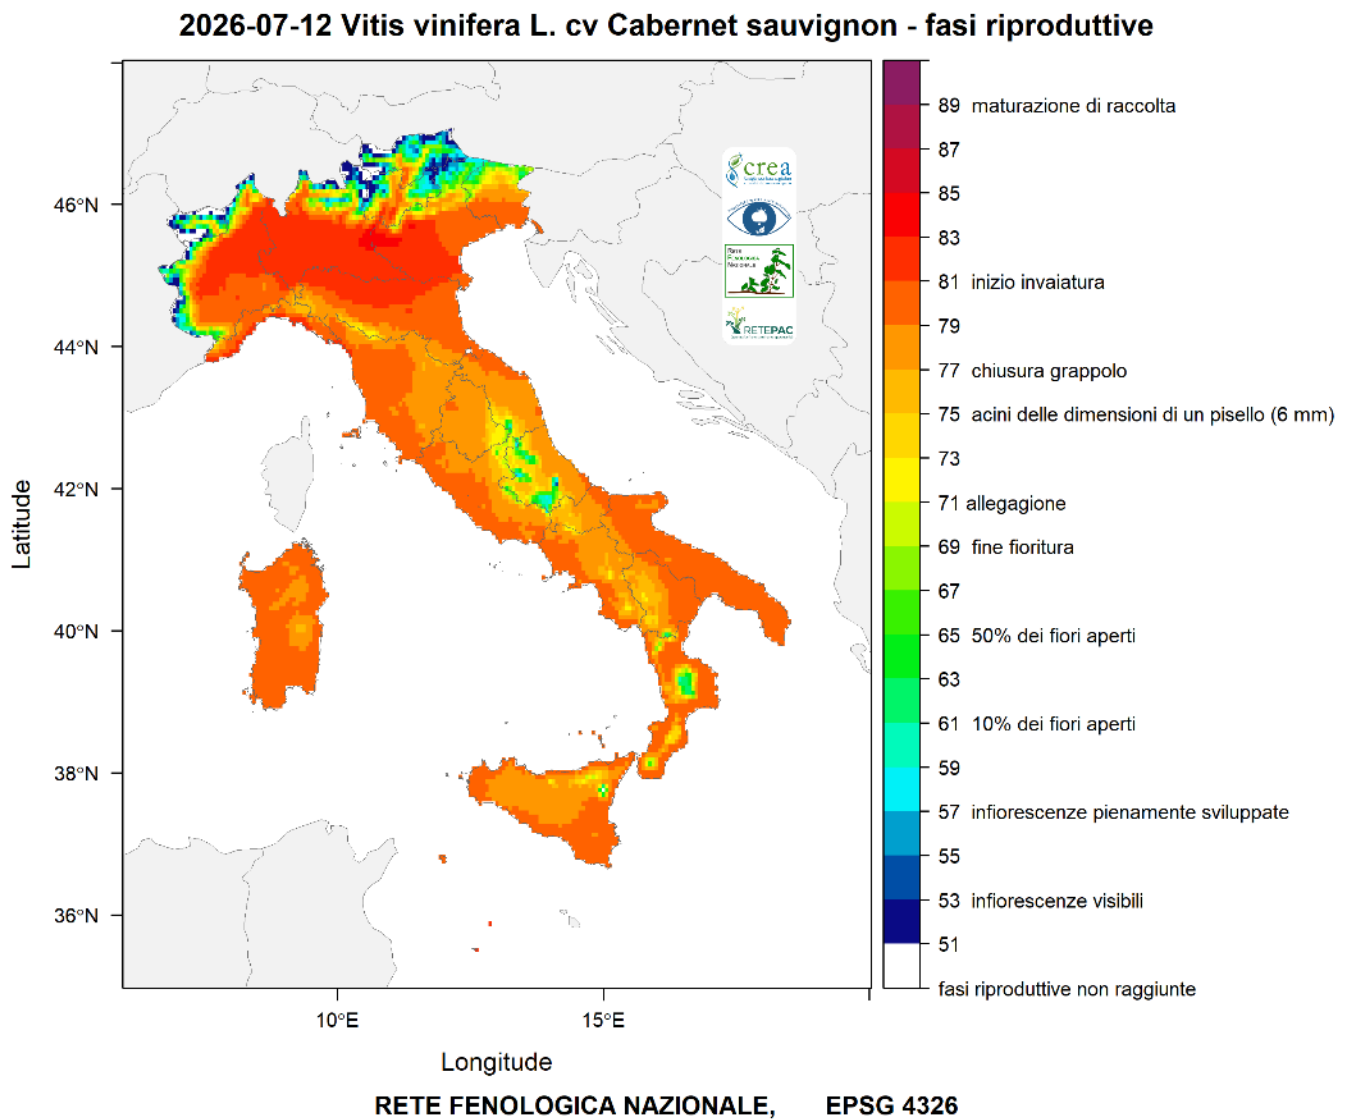 2026-07-12 Vitis vinifera L. cv Cabernet sauvignon - fasi riproduttive
46°N
44°N
42°N
40°N
38°N
36°N
Latitude
10°E
15°E
Longitude
crea
RETE
FENOLOGICA
NAZIONALE
RETEPAC
89 maturazione di raccolta
87
85
83
81 inizio invaiatura
79
77 chiusura grappolo
75 acini delle dimensioni di un pisello (6 mm)
73
71 allegagione
69 fine fioritura
67
65 50% dei fiori aperti
63
61 10% dei fiori aperti
59
57 infiorescenze pienamente sviluppate
55
53 infiorescenze visibili
51
fasi riproduttive non raggiunte
RETE FENOLOGICA NAZIONALE, EPSG 4326